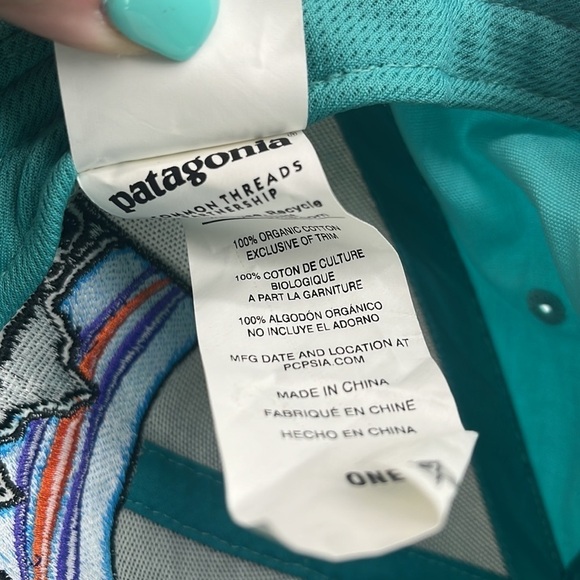 patagonia
COMMON THREADS
PARTNERSHIP
Recycle
100% ORGANIC COTTON
EXCLUSIVE OF TRIM
100% COTON DE CULTURE
BIOLOGIQUE
A PART LA GARNITURE
100% ALGODÓN ORGÁNICO
NO INCLUYE EL ADORNO
MFG DATE AND LOCATION AT
PCPSIA.COM
MADE IN CHINA
FABRIQUÉ EN CHINE
HECHO EN CHINA
ONE